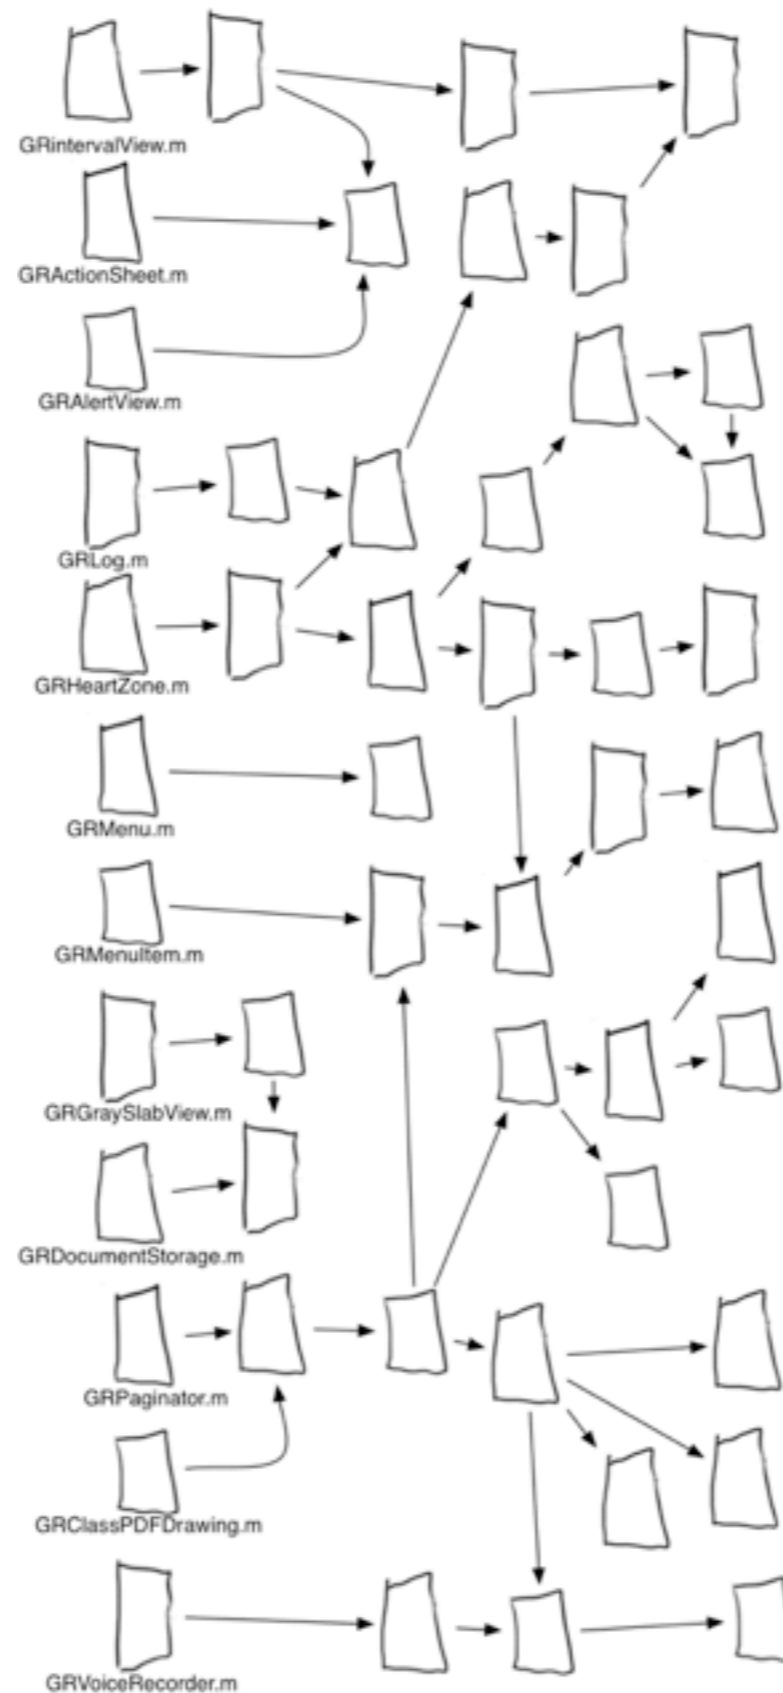 GRintervalView.m
GRActionSheet.m
GRAlertView.m
GRLog.m
GRHeartZone.m
GRMenu.m
GRMenuItem.m
GRGraySlabView.m
GRDocumentStorage.m
GRPaginator.m
GRClassPDFDrawing.m
GRVoiceRecorder.m